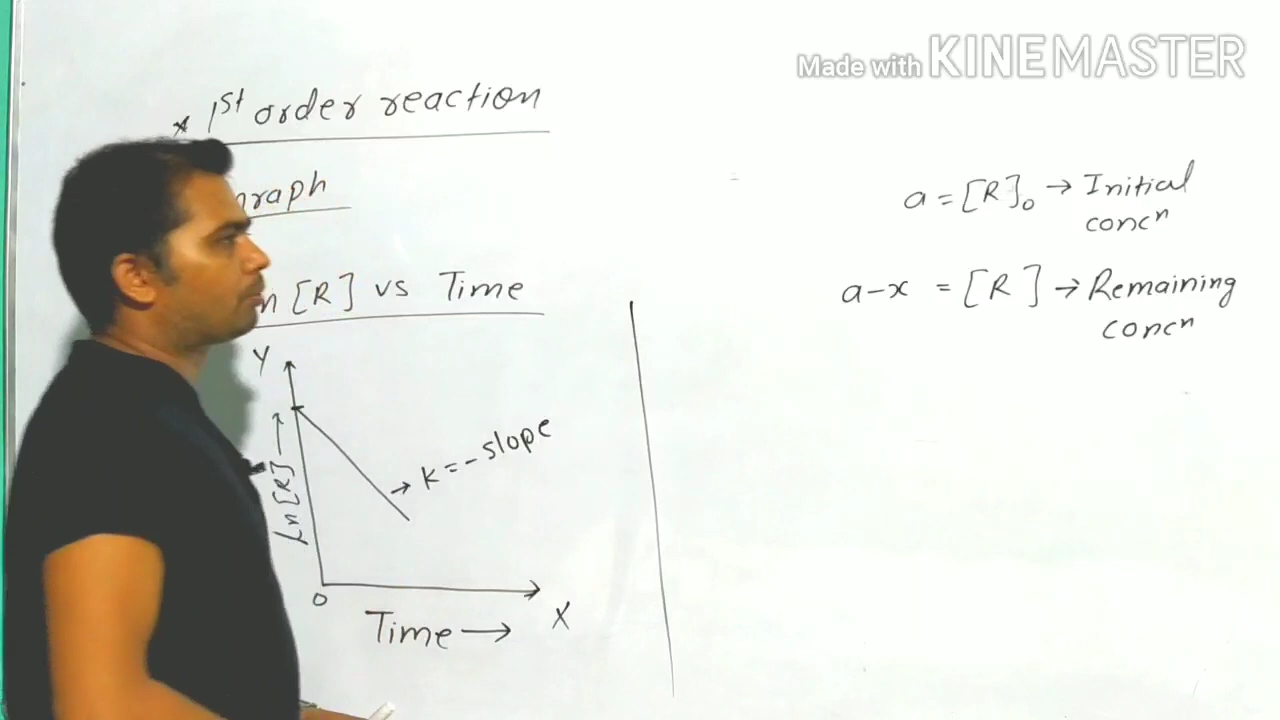 Made with KINEMASTER
* 1st order reaction
raph
[R] vs Time
Y
Ln [R] →
→ K = - slope
0
X
Time →
a = [R]₀ → Initial
concn
a-x = [R] → Remaining
concn